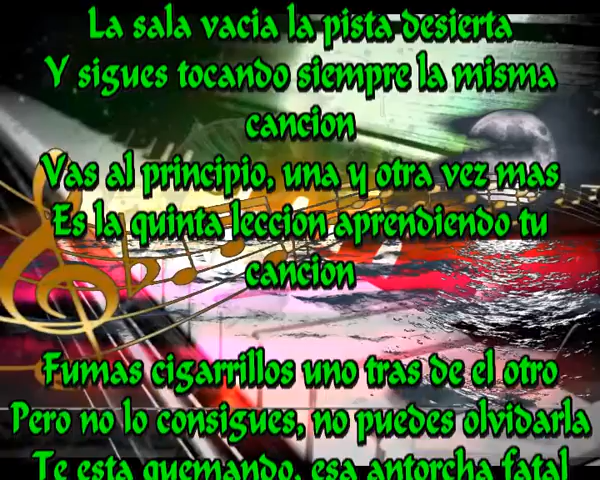 La sala vacia la pista desierta
Y sigues tocando siempre la misma
cancion
Vas al principio, una y otra vez mas
Es la quinta leccion aprendiendo tu
cancion
Fumas cigarrillos uno tras de el otro
Pero no lo consigues, no puedes olvidarla
Te esta quemando, esa antorcha fatal